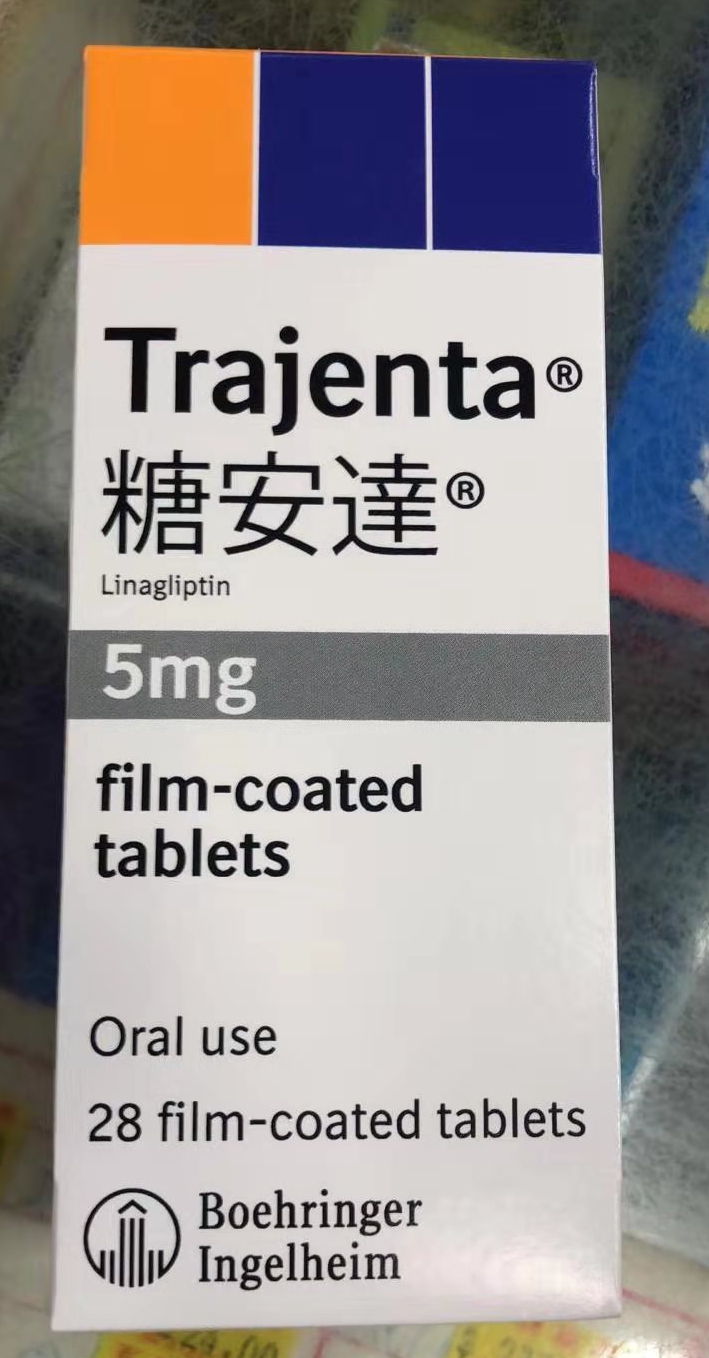 Trajenta®
糖安達®
Linagliptin
5mg
film-coated
tablets
Oral use
28 film-coated tablets
Boehringer
Ingelheim